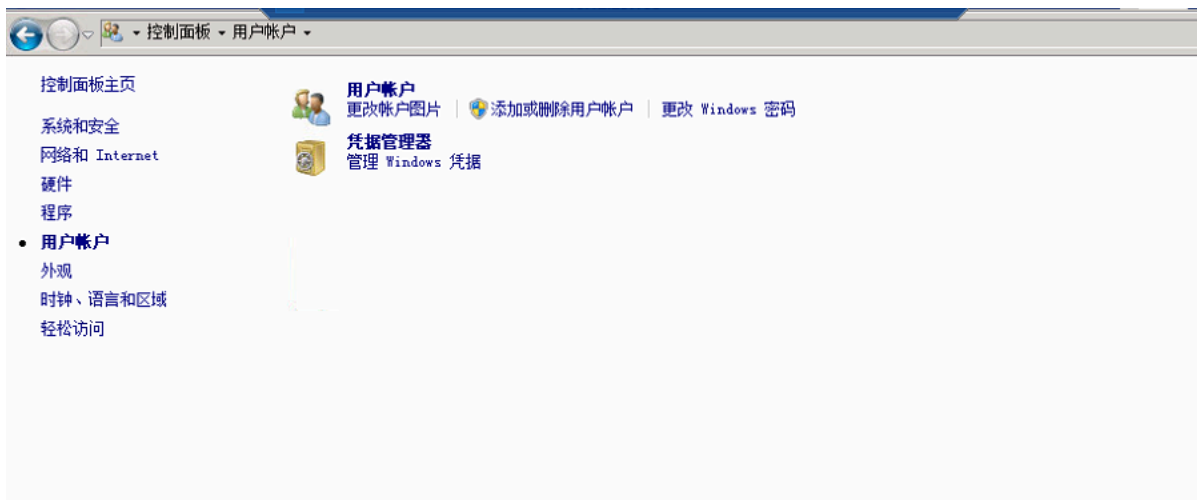 控制面板 用户帐户
控制面板主页
系统和安全
网络和 Internet
硬件
程序
用户帐户
外观
时钟、语言和区域
轻松访问
用户帐户
更改帐户图片 添加或删除用户帐户 更改 Windows 密码
凭据管理器
管理 Windows 凭据